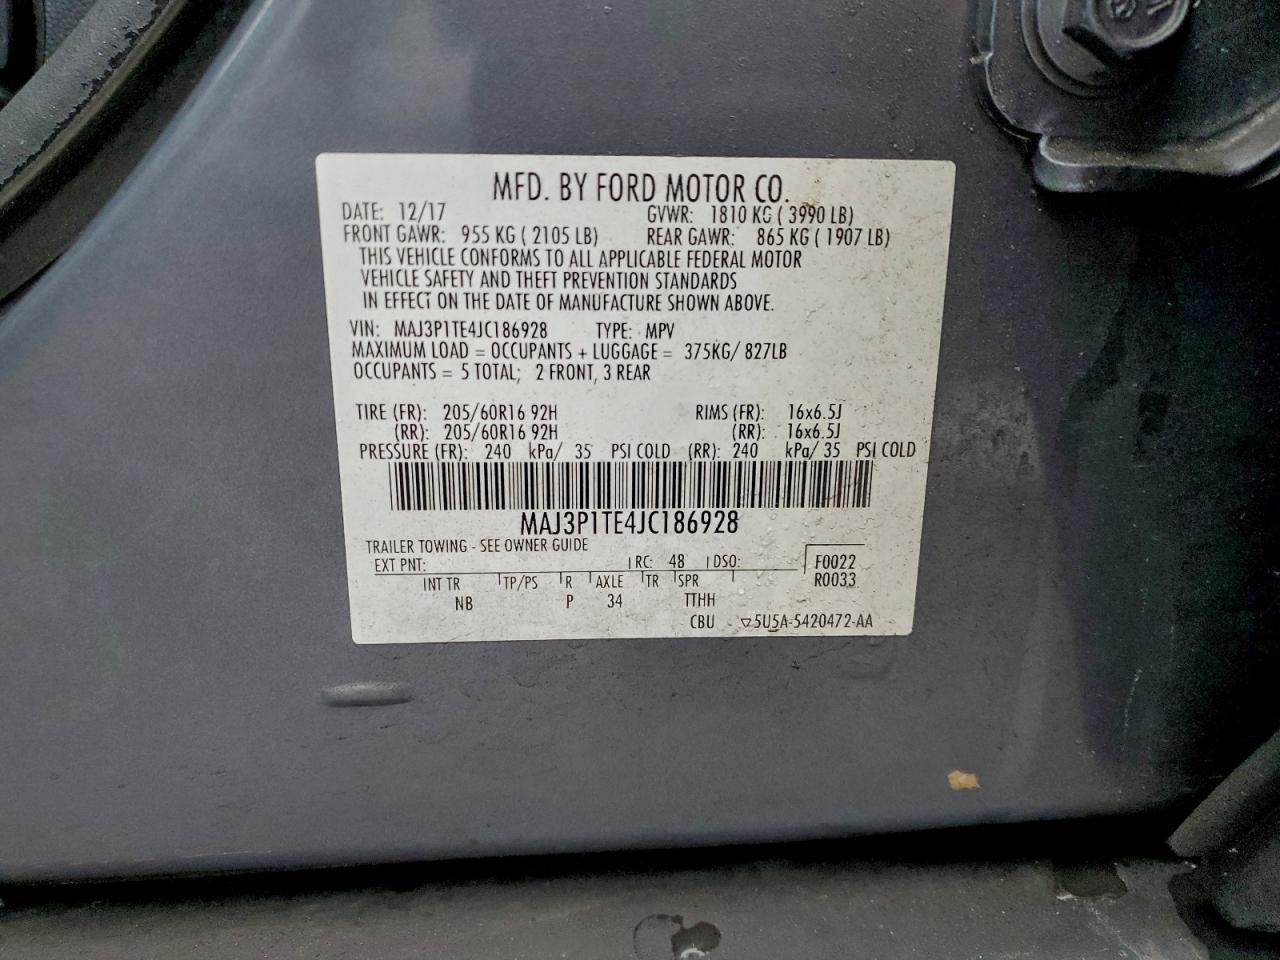 MFD. BY FORD MOTOR CO.
DATE: 12/17 GVWR: 1810 KG ( 3990 LB)
FRONT GAWR: 955 KG ( 2105 LB) REAR GAWR: 865 KG ( 1907 LB)
THIS VEHICLE CONFORMS TO ALL APPLICABLE FEDERAL MOTOR
VEHICLE SAFETY AND THEFT PREVENTION STANDARDS
IN EFFECT ON THE DATE OF MANUFACTURE SHOWN ABOVE.
VIN: MAJ3P1TE4JC186928 TYPE: MPV
MAXIMUM LOAD = OCCUPANTS + LUGGAGE = 375KG/ 827LB
OCCUPANTS = 5 TOTAL; 2 FRONT, 3 REAR
TIRE (FR): 205/60R16 92H RIMS (FR): 16x6.5J
(RR): 205/60R16 92H (RR): 16x6.5J
PRESSURE (FR): 240 kPa/ 35 PSI COLD (RR): 240 kPa/ 35 PSI COLD
MAJ3P1TE4JC186928
TRAILER TOWING - SEE OWNER GUIDE
EXT PNT: RC: 48 DSO: F0022
INT TR TP/PS R AXLE TR SPR R0033
NB P 34 TTHH
CBU ▽5U5A-5420472-AA